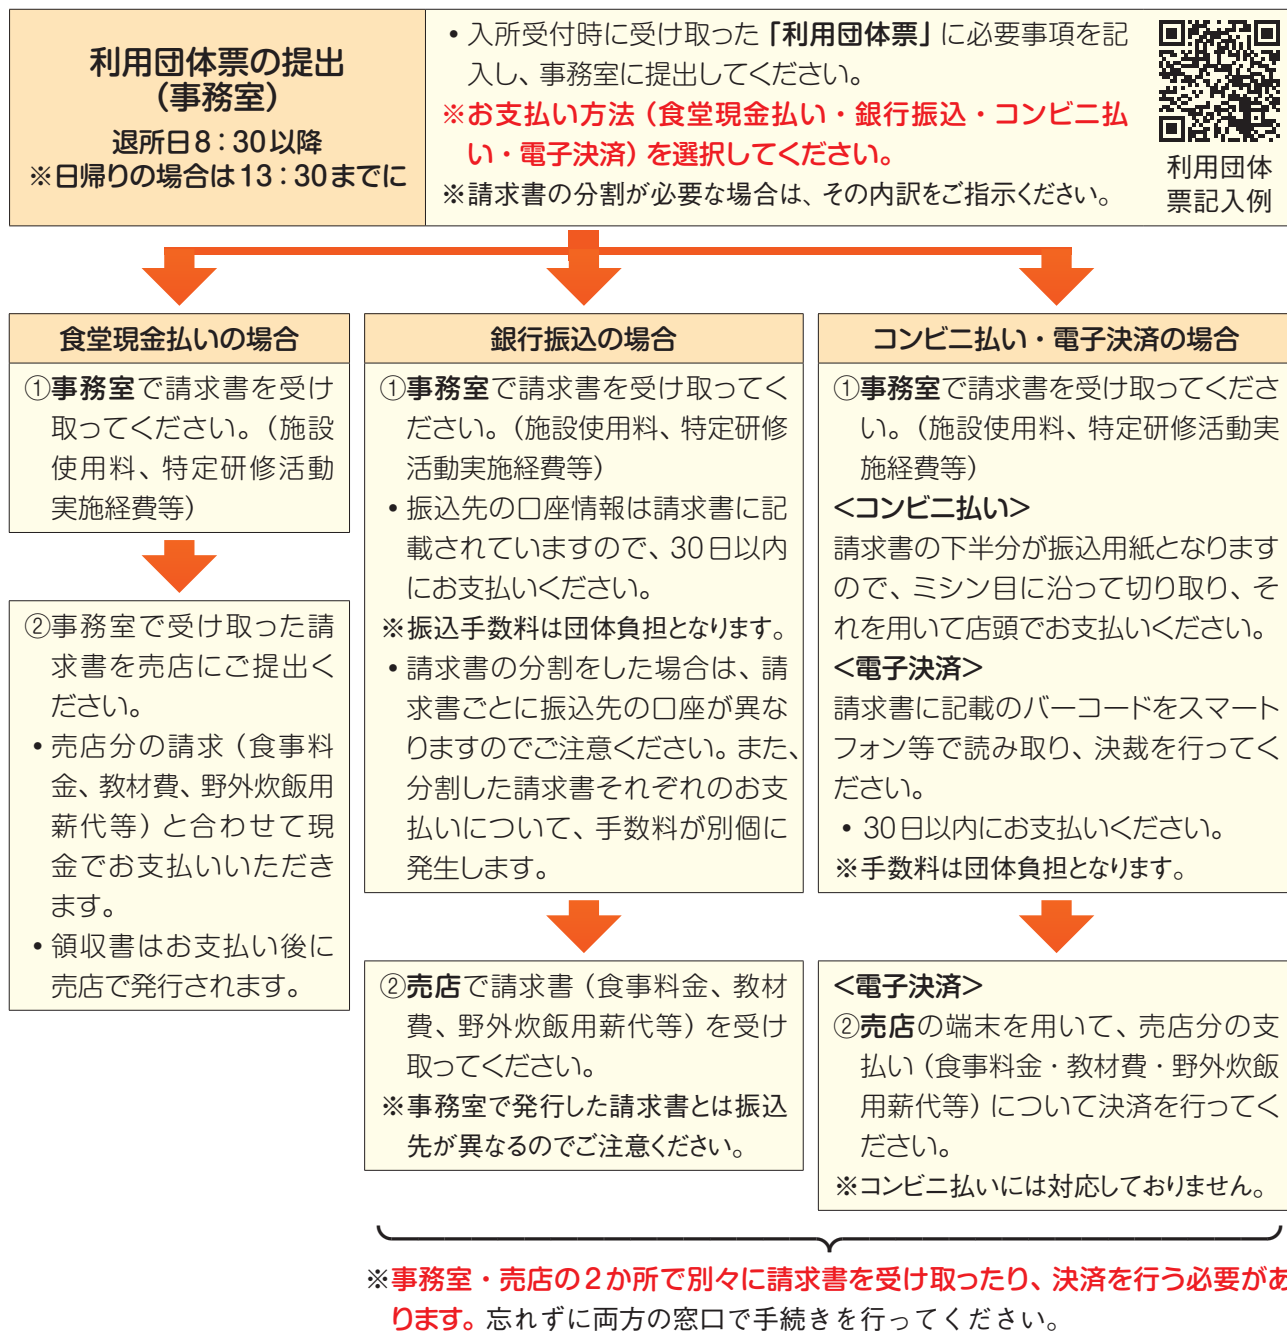 利用団体票の提出
（事務室）
退所日8：30以降
※日帰りの場合は13：30までに
• 入所受付時に受け取った「利用団体票」に必要事項を記
入し、事務室に提出してください。
※お支払い方法（食堂現金払い・銀行振込・コンビニ払
い・電子決済）を選択してください。
※請求書の分割が必要な場合は、その内訳をご指示ください。
利用団体
票記入例
食堂現金払いの場合
①事務室で請求書を受け
取ってください。（施設
使用料、特定研修活動
実施経費等）
②事務室で受け取った請
求書を売店にご提出く
ださい。
• 売店分の請求（食事料
金、教材費、野外炊飯用
薪代等）と合わせて現
金でお支払いいただき
ます。
• 領収書はお支払い後に
売店で発行されます。
銀行振込の場合
①事務室で請求書を受け取ってく
ださい。（施設使用料、特定研修
活動実施経費等）
• 振込先の口座情報は請求書に記
載されていますので、30日以内
にお支払いください。
※振込手数料は団体負担となります。
• 請求書の分割をした場合は、請
求書ごとに振込先の口座が異な
りますのでご注意ください。また、
分割した請求書それぞれのお支
払いについて、手数料が別個に
発生します。
②売店で請求書（食事料金、教材
費、野外炊飯用薪代等）を受け
取ってください。
※事務室で発行した請求書とは振込
先が異なるのでご注意ください。
コンビニ払い・電子決済の場合
①事務室で請求書を受け取ってくださ
い。（施設使用料、特定研修活動実
施経費等）
<コンビニ払い>
請求書の下半分が振込用紙となります
ので、ミシン目に沿って切り取り、そ
れを用いて店頭でお支払いください。
<電子決済>
請求書に記載のバーコードをスマート
フォン等で読み取り、決裁を行ってく
ださい。
• 30日以内にお支払いください。
※手数料は団体負担となります。
<電子決済>
②売店の端末を用いて、売店分の支
払い（食事料金・教材費・野外炊飯
用薪代等）について決済を行ってく
ださい。
※コンビニ払いには対応しておりません。
※事務室・売店の2か所で別々に請求書を受け取ったり、決済を行う必要があ
ります。忘れずに両方の窓口で手続きを行ってください。